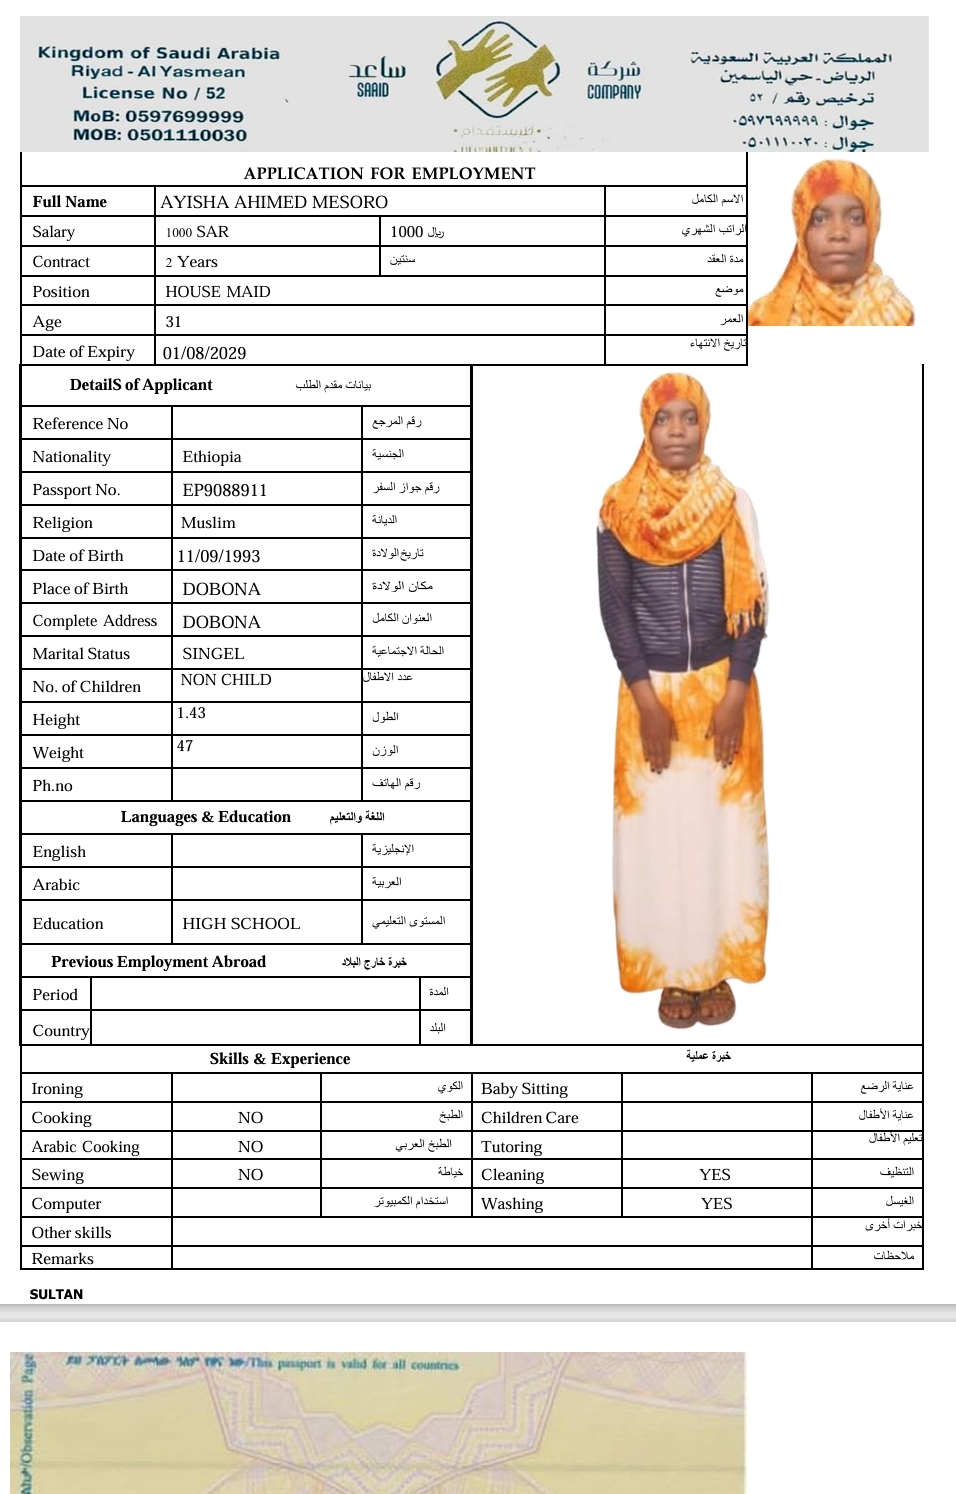 Kingdom of Saudi Arabia
Riyad - Al Yasmean
License No / 52
MoB: 0597699999
MOB: 0501110030
ساعد
SAAID
شركة
COMPANY
للاستقدام
المملكة العربية السعودية
الرياض - حي الياسمين
ترخيص رقم / ٥٢
جوال : ٠٥٩٧٦٩٩٩٩٩
جوال : ٠٥٠١١١٠٠٣٠
APPLICATION FOR EMPLOYMENT
Full Name AYISHA AHIMED MESORO الاسم الكامل
Salary 1000 SAR 1000 ريال الراتب الشهري
Contract 2 Years سنتين مدة العقد
Position HOUSE MAID موضع
Age 31 العمر
Date of Expiry 01/08/2029 تاريخ الانتهاء
DetailS of Applicant بيانات مقدم الطلب
Reference No رقم المرجع
Nationality Ethiopia الجنسية
Passport No. EP9088911 رقم جواز السفر
Religion Muslim الديانة
Date of Birth 11/09/1993 تاريخ الولادة
Place of Birth DOBONA مكان الولادة
Complete Address DOBONA العنوان الكامل
Marital Status SINGEL الحالة الاجتماعية
No. of Children NON CHILD عدد الاطفال
Height 1.43 الطول
Weight 47 الوزن
Ph.no رقم الهاتف
Languages & Education اللغة والتعليم
English الإنجليزية
Arabic العربية
Education HIGH SCHOOL المستوى التعليمي
Previous Employment Abroad خبرة خارج البلاد
Period المدة
Country البلد
Skills & Experience خبرة عملية
Ironing الكوي Baby Sitting عناية الرضع
Cooking NO الطبخ Children Care عناية الأطفال
Arabic Cooking NO الطبخ العربي Tutoring تعليم الأطفال
Sewing NO خياطة Cleaning YES التنظيف
Computer استخدام الكمبيوتر Washing YES الغيسل
Other skills خبرات أخرى
Remarks ملاحظات
SULTAN
This passport is valid for all countries
/Observation Page